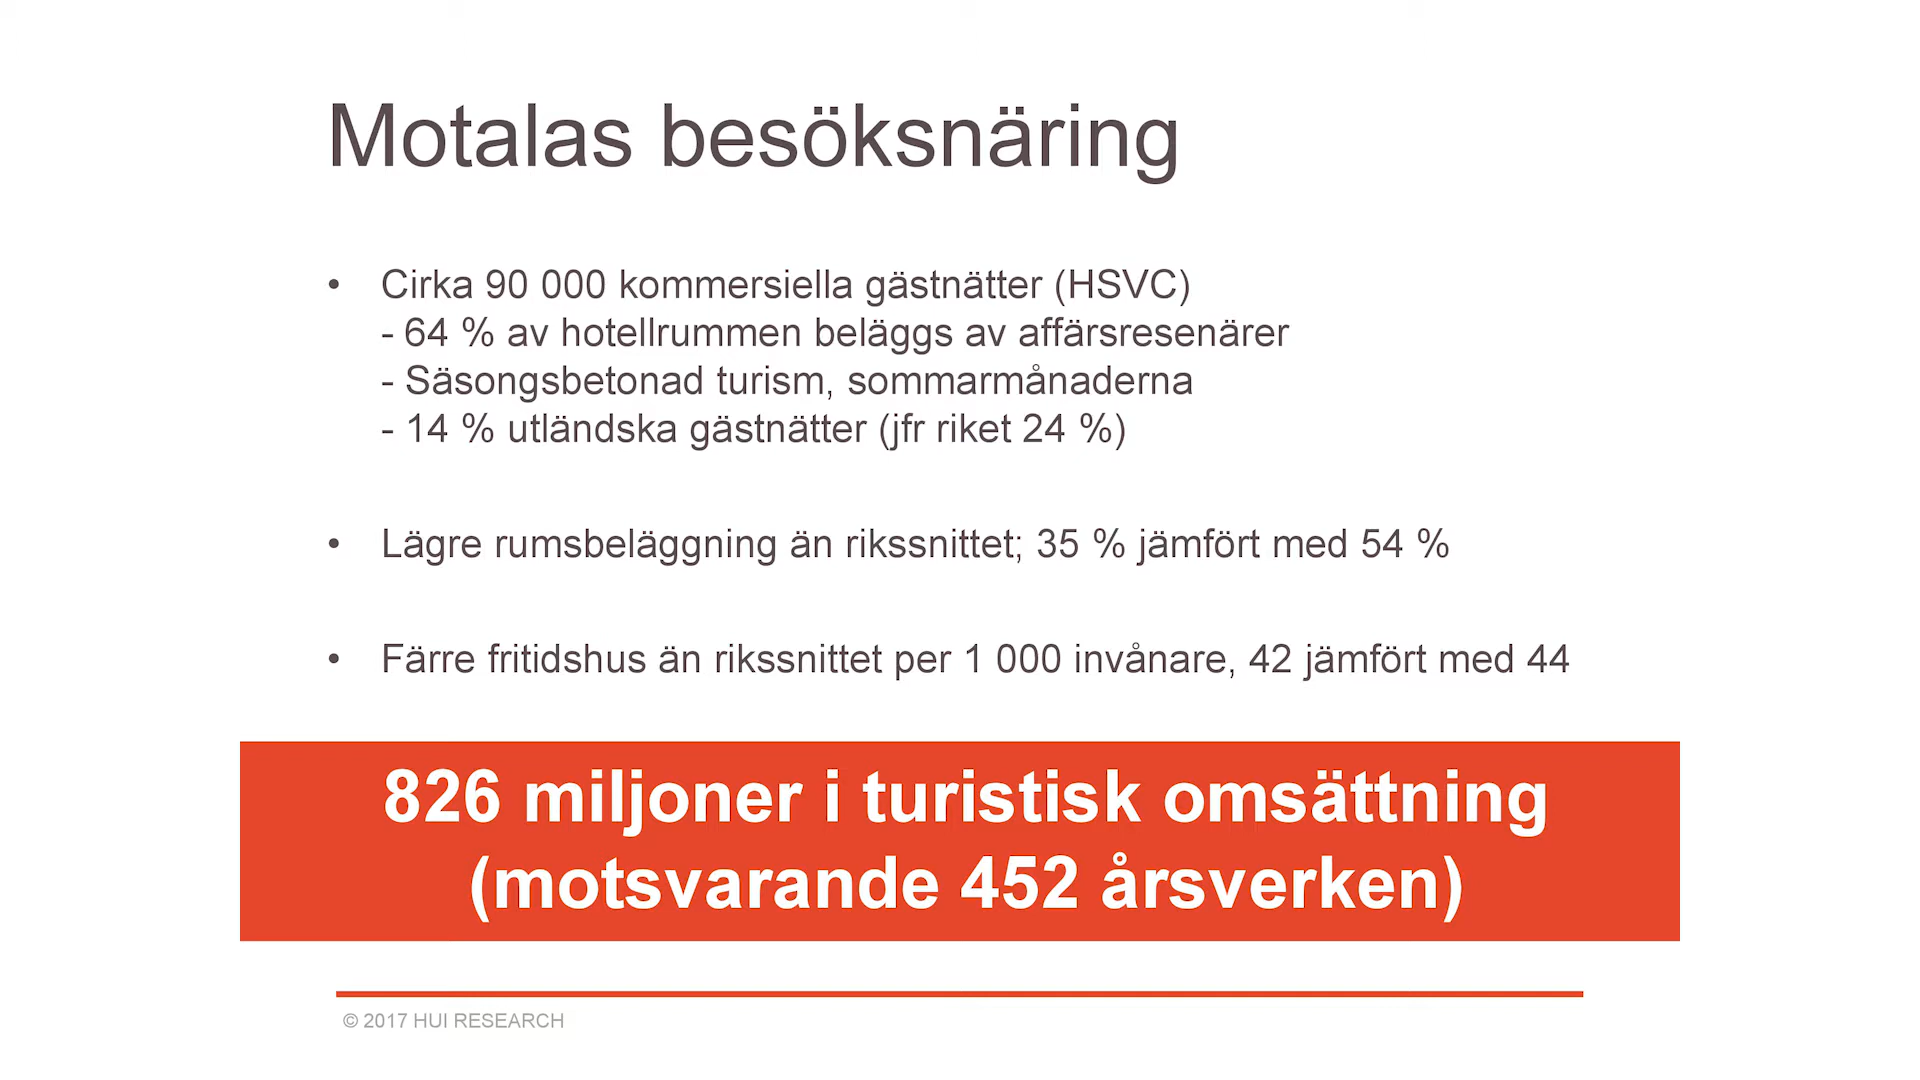 Motalas besöksnäring
• Cirka 90 000 kommersiella gästnätter (HSVC)
- 64 % av hotellrummen beläggs av affärsresenärer
- Säsongsbetonad turism, sommarmånaderna
- 14 % utländska gästnätter (jfr riket 24 %)
• Lägre rumsbeläggning än rikssnittet; 35 % jämfört med 54 %
• Färre fritidshus än rikssnittet per 1 000 invånare, 42 jämfört med 44
826 miljoner i turistisk omsättning
(motsvarande 452 årsverken)
© 2017 HUI RESEARCH